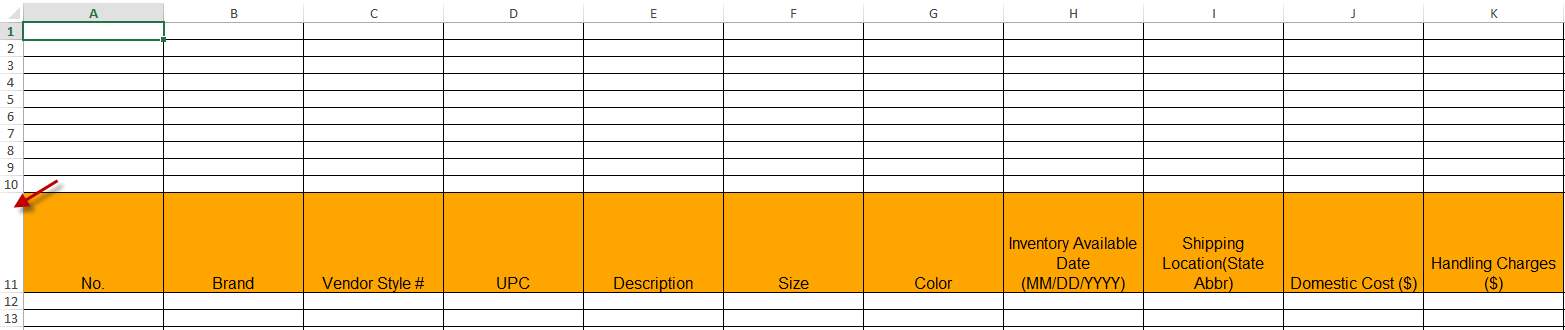 A B C D E F G H I J K
1
2
3
4
5
6
7
8
9
10
Inventory Available
Shipping
Date
Location(State
Handling Charges
11 No. Brand Vendor Style # UPC Description Size Color (MM/DD/YYYY) Abbr) Domestic Cost ($) ($)
12
13